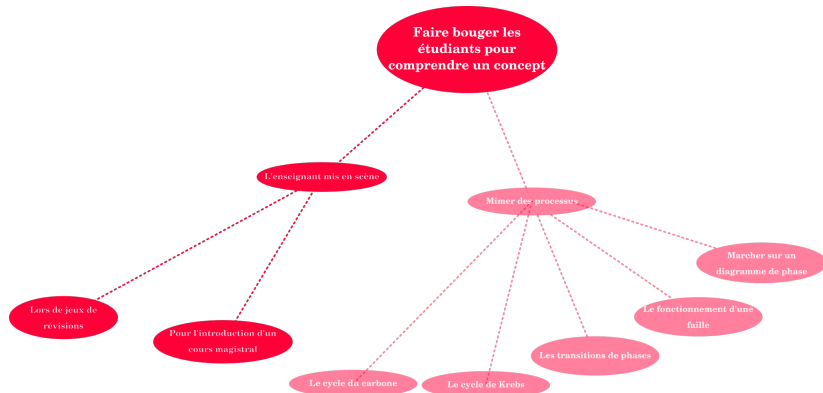 Faire bouger les
étudiants pour
comprendre un concept
L'enseignant mis en scène
Mimer des processus
Marcher sur un
diagramme de phase
Lors de jeux de
révisions
Le fonctionnement d'une
faille
Pour l'introduction d'un
cours magistral
Les transitions de phases
Le cycle du carbone
Le cycle de Krebs